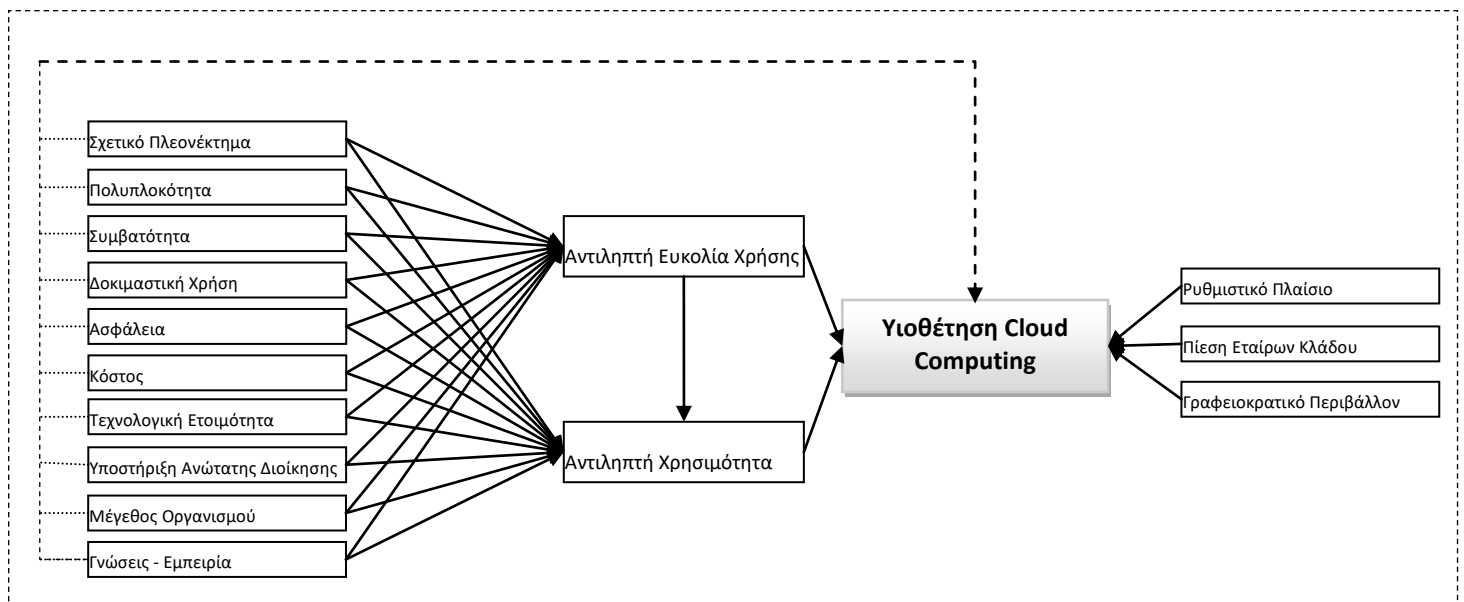 Σχετικό Πλεονέκτημα
Πολυπλοκότητα
Συμβατότητα
Δοκιμαστική Χρήση
Ασφάλεια
Κόστος
Τεχνολογική Ετοιμότητα
Υποστήριξη Ανώτατης Διοίκησης
Μέγεθος Οργανισμού
Γνώσεις - Εμπειρία
Αντιληπτή Ευκολία Χρήσης
Αντιληπτή Χρησιμότητα
Υιοθέτηση Cloud
Computing
Ρυθμιστικό Πλαίσιο
Πίεση Εταίρων Κλάδου
Γραφειοκρατικό Περιβάλλον